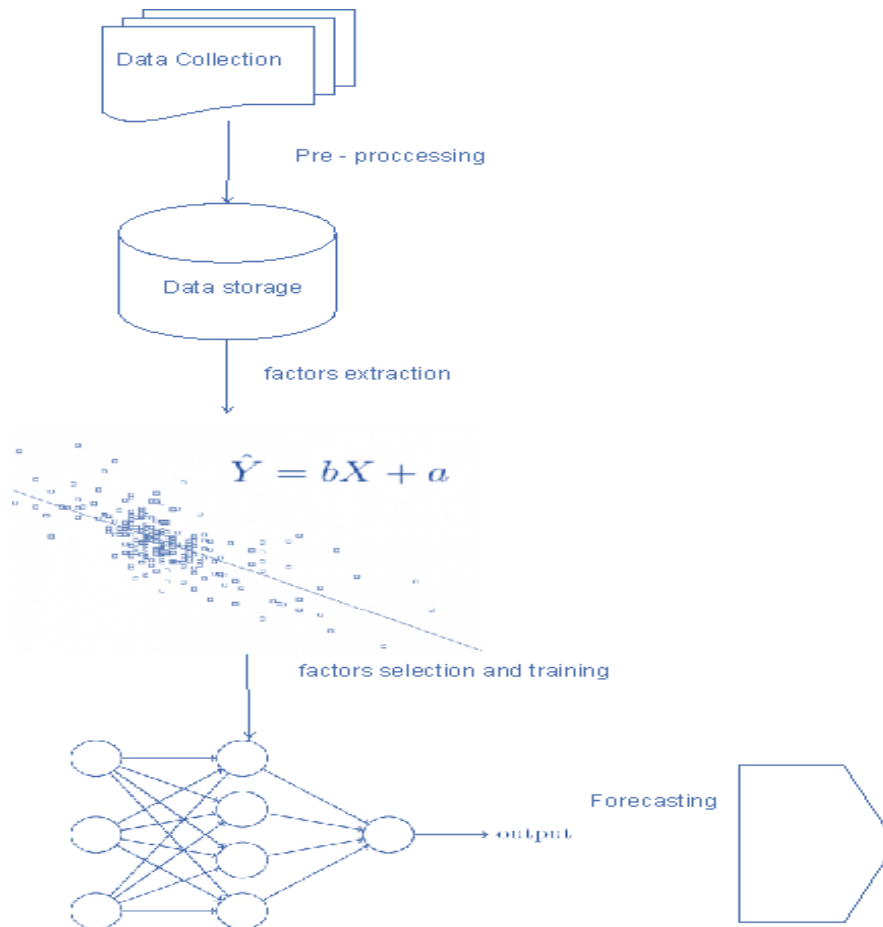 Data Collection
Pre - proccessing
Data storage
factors extraction
Ŷ = bX + a
factors selection and training
Forecasting
output